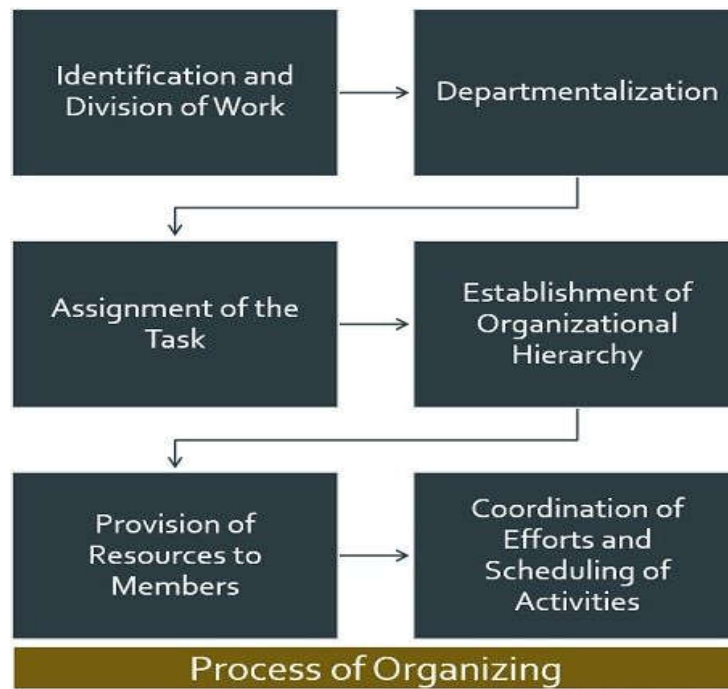 Identification and
Division of Work
Departmentalization
Assignment of the
Task
Establishment of
Organizational
Hierarchy
Provision of
Resources to
Members
Coordination of
Efforts and
Scheduling of
Activities
Process of Organizing